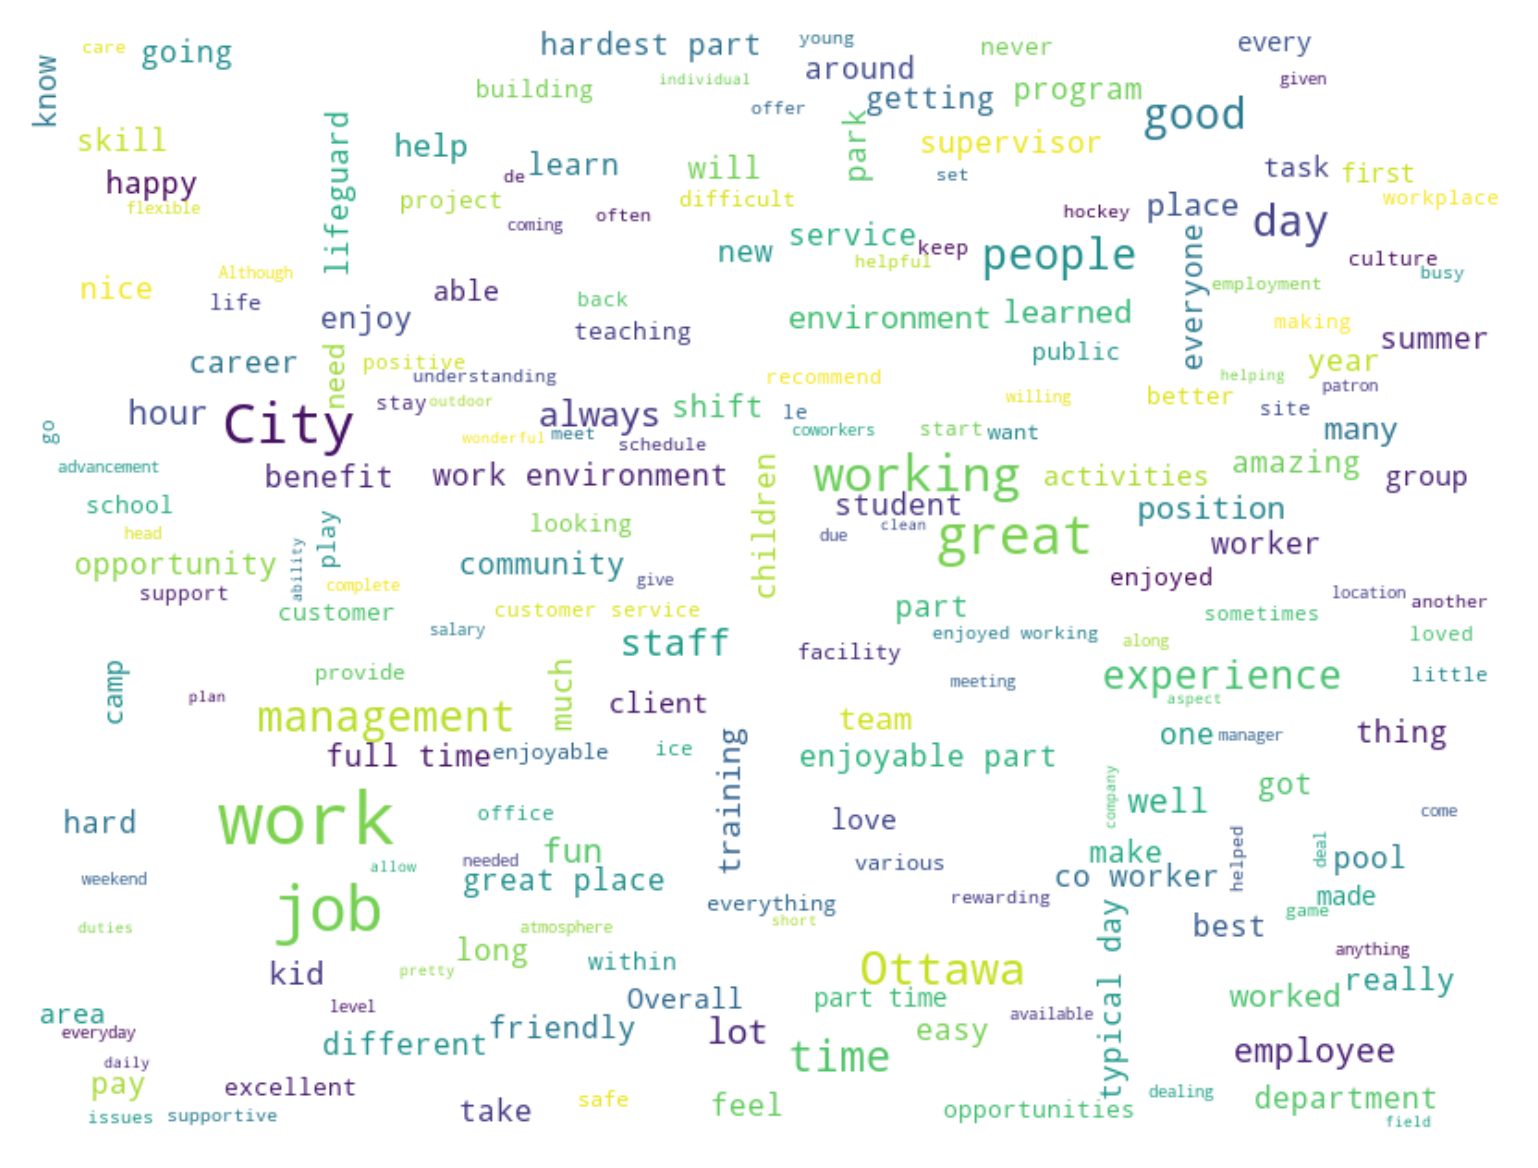 care
going
hardest part
young
never
every
know
around
individual
given
building
getting
program
offer
good
skill
lifeguard
help
park
supervisor
learn
will
task
first
happy
de
set
flexible
project
difficult
workplace
coming
often
hockey
place
day
new
service
keep
people
everyone
helpful
culture
busy
Although
nice
life
able
back
employment
enjoy
teaching
environment
learned
making
summer
career
need
positive
public
year
understanding
recommend
helping
patron
stay
outdoor
willing
better
hour
City
always
shift
le
site
go
wonderful
meet
schedule
coworkers
start
want
many
advancement
benefit
work environment
children
working
activities
amazing
group
school
student
position
head
play
looking
due
clean
great
worker
opportunity
ability
community
give
enjoyed
support
complete
location
another
customer
customer service
part
sometimes
salary
staff
enjoyed working
along
loved
camp
facility
provide
much
experience
little
plan
client
meeting
aspect
management
team
training
one
manager
thing
full time
enjoyable
ice
enjoyable part
company
well
got
hard
work
office
love
come
fun
make
helped
deal
pool
weekend
allow
needed
great place
various
co worker
job
everything
rewarding
made
duties
atmosphere
short
typical day
best
game
long
anything
kid
pretty
within
Ottawa
really
area
level
Overall
part time
available
worked
everyday
different
friendly
lot
easy
daily
time
employee
pay
excellent
take
safe
feel
opportunities
dealing
department
issues
supportive
field